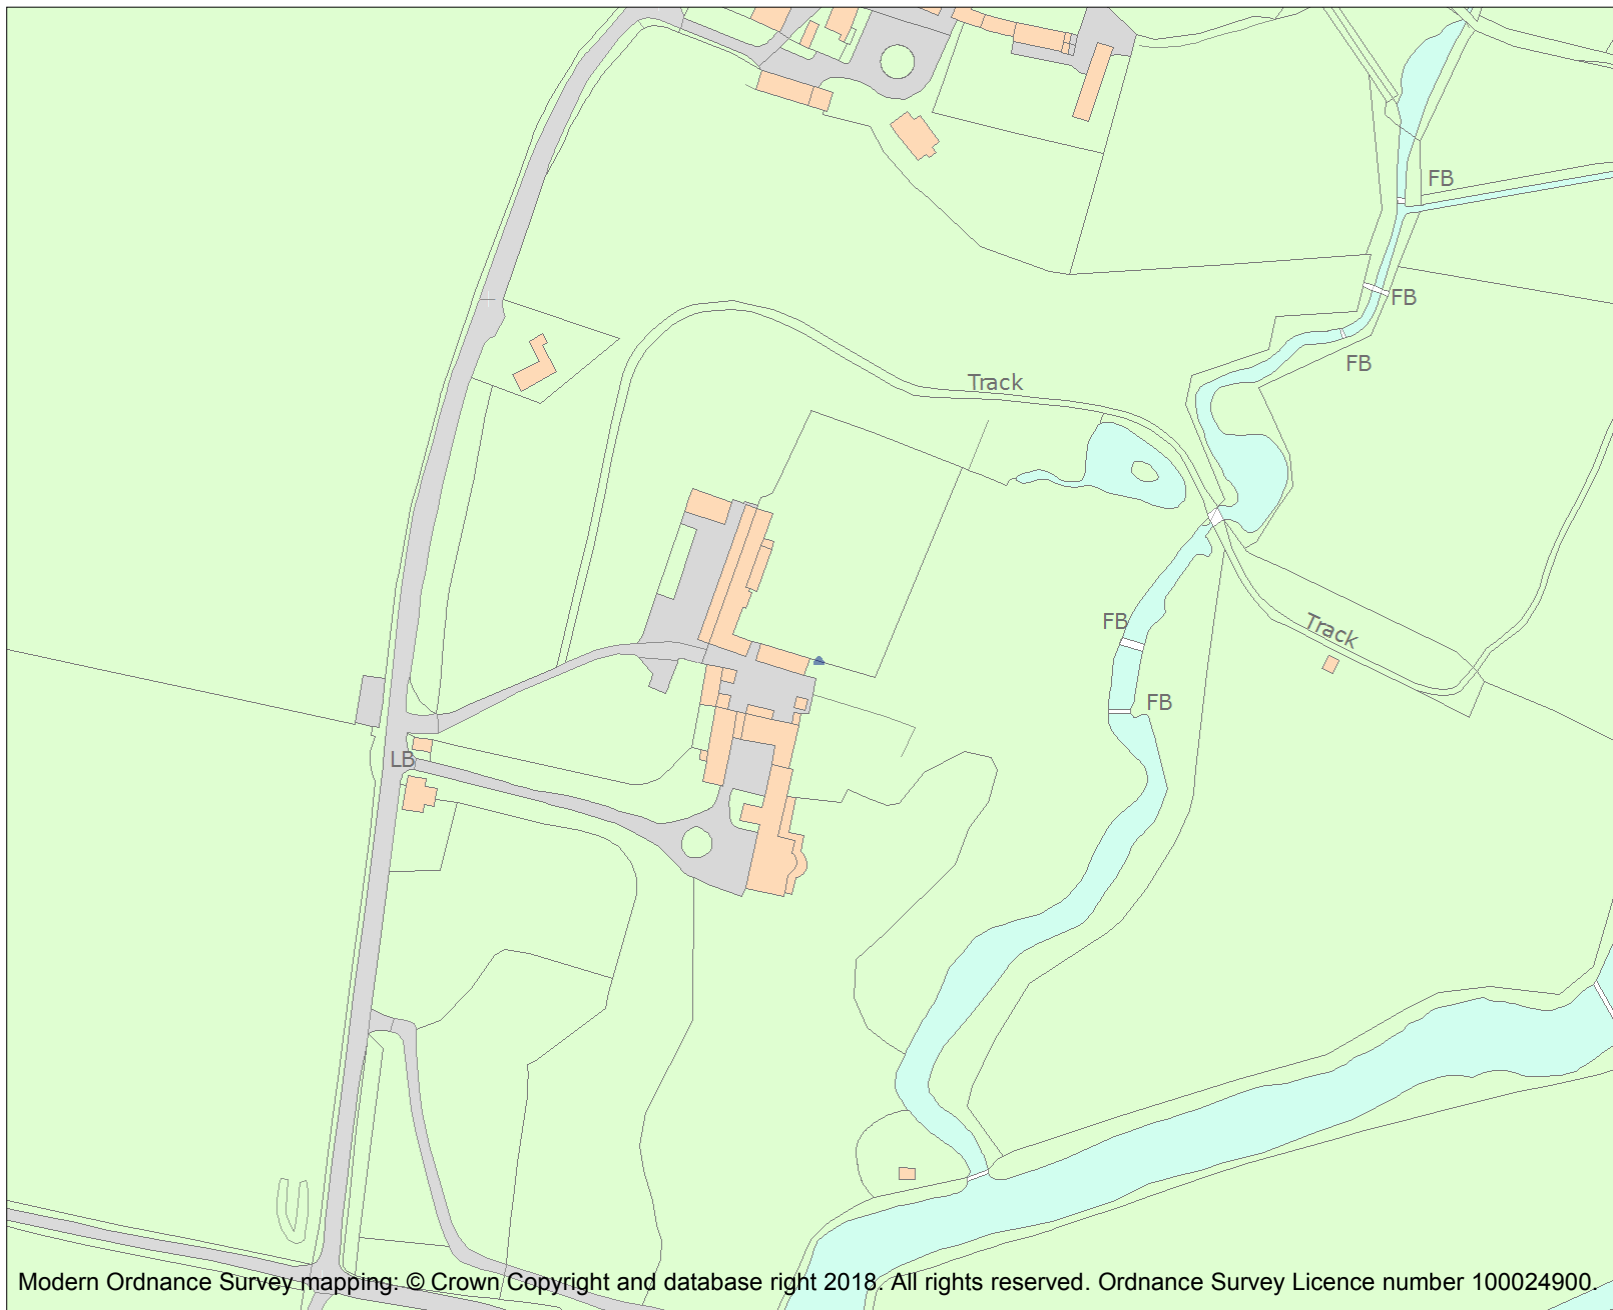 FB
FB
FB
Track
FB
Track
FB
LB
Modern Ordnance Survey mapping: © Crown Copyright and database right 2018. All rights reserved. Ordnance Survey Licence number 100024900.